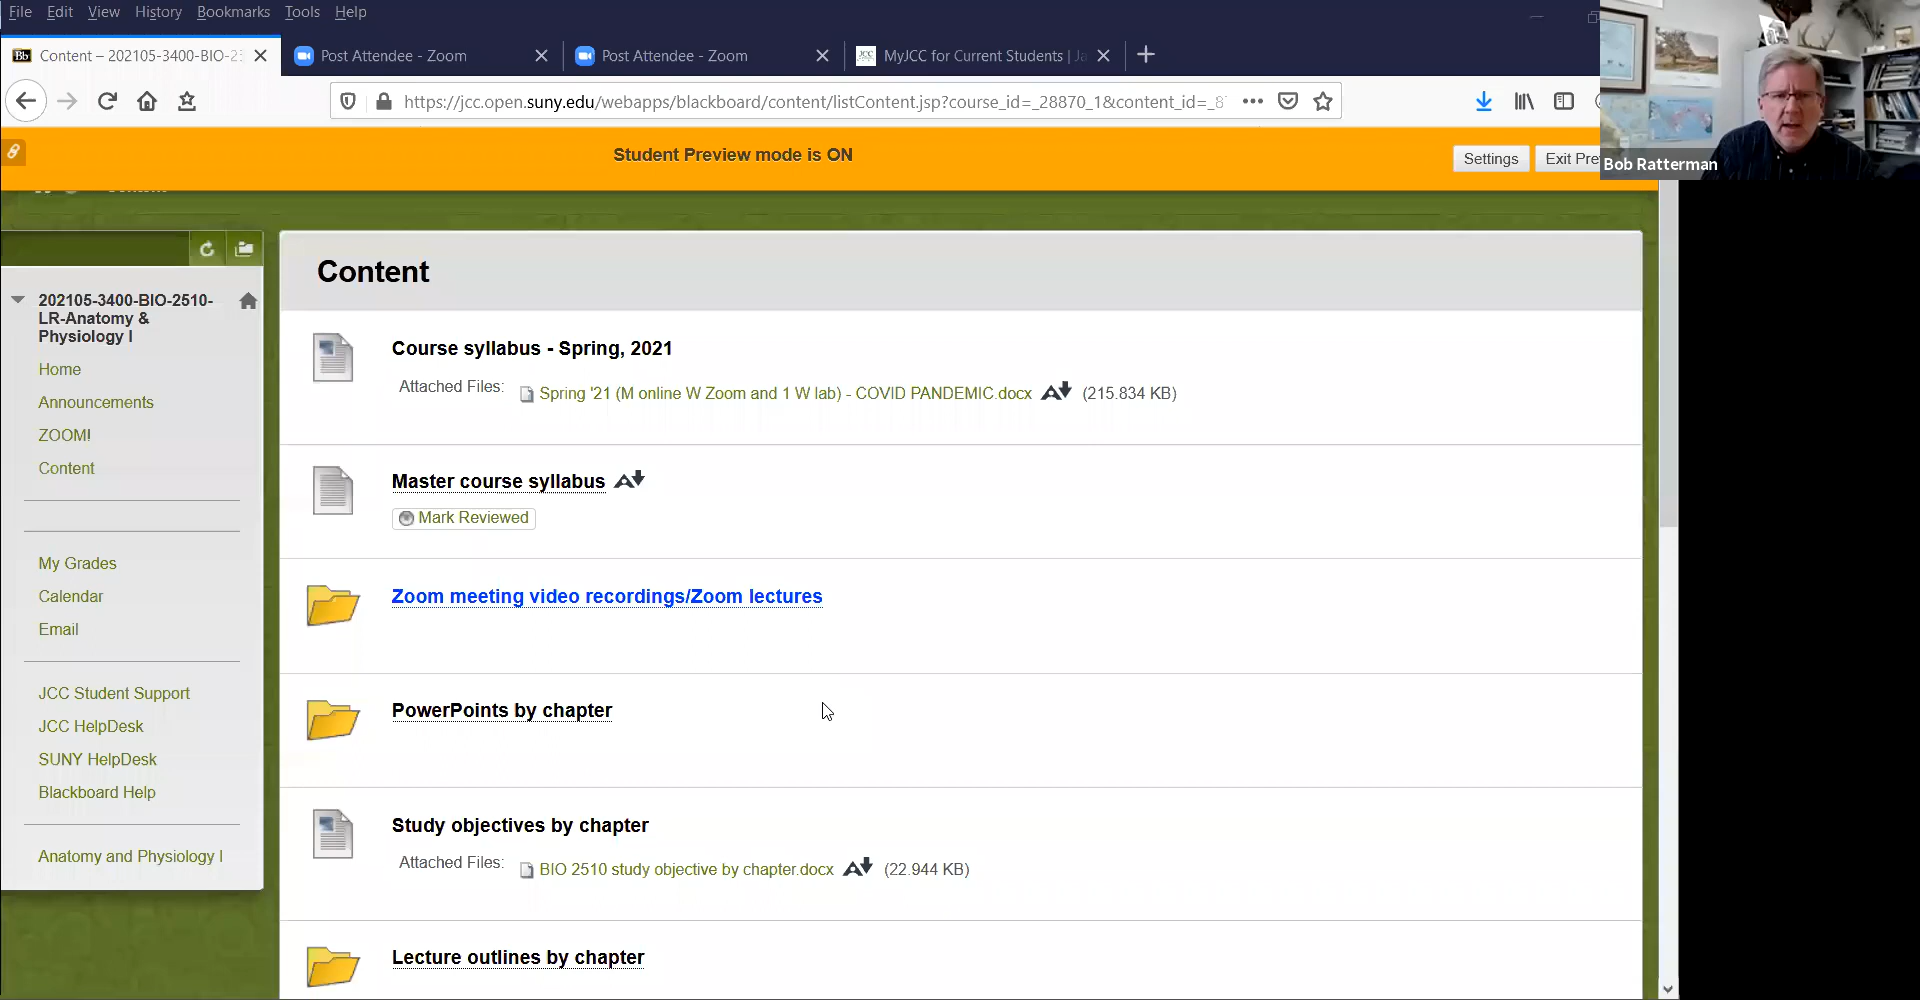 File Edit View History Bookmarks Tools Help
Bb Content – 202105-3400-BIO-25
Post Attendee - Zoom
Post Attendee - Zoom
JCC MyJCC for Current Students | Ja
https://jcc.open.suny.edu/webapps/blackboard/content/listContent.jsp?course_id=_28870_1&content_id=_8
Student Preview mode is ON
Settings
Exit Pre
Bob Ratterman
Content
202105-3400-BIO-2510-
LR-Anatomy &
Physiology I
Home
Announcements
ZOOM!
Content
My Grades
Calendar
Email
JCC Student Support
JCC HelpDesk
SUNY HelpDesk
Blackboard Help
Anatomy and Physiology I
Content
Course syllabus - Spring, 2021
Attached Files: Spring '21 (M online W Zoom and 1 W lab) - COVID PANDEMIC.docx (215.834 KB)
Master course syllabus
Mark Reviewed
Zoom meeting video recordings/Zoom lectures
PowerPoints by chapter
Study objectives by chapter
Attached Files: BIO 2510 study objective by chapter.docx (22.944 KB)
Lecture outlines by chapter